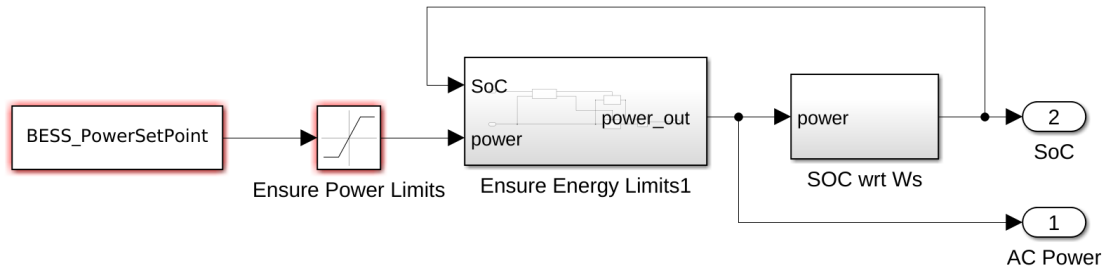 BESS_PowerSetPoint
Ensure Power Limits
SoC
power
power_out
Ensure Energy Limits1
power
SOC wrt Ws
2
SoC
1
AC Power